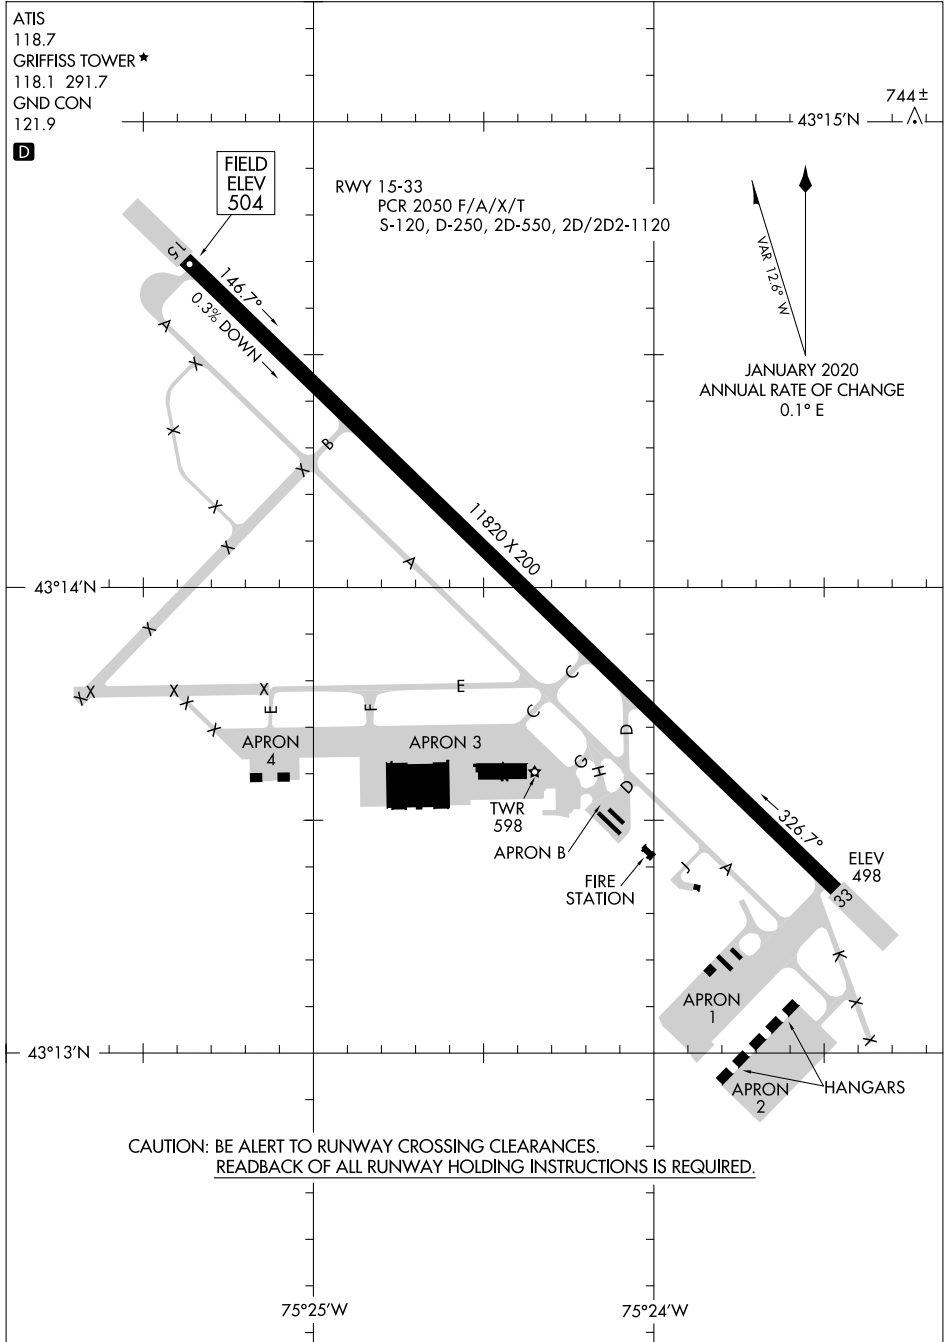 ATIS
118.7
GRIFFISS TOWER ★
118.1 291.7
GND CON
121.9
D
744±
43°15'N
FIELD
ELEV
504
RWY 15-33
PCR 2050 F/A/X/T
S-120, D-250, 2D-550, 2D/2D2-1120
VAR 12.6° W
JANUARY 2020
ANNUAL RATE OF CHANGE
0.1° E
15
146.7°
0.3% DOWN
A
X
X
B
X
X
X
11820 X 200
A
43°14'N
X
C
X
X
X
X
E
X
E
F
C
D
X
APRON
4
APRON 3
G
H
D
TWR
598
APRON B
326.7°
ELEV
498
FIRE
STATION
J
A
33
K
APRON
1
X
X
43°13'N
APRON
2
HANGARS
CAUTION: BE ALERT TO RUNWAY CROSSING CLEARANCES.
READBACK OF ALL RUNWAY HOLDING INSTRUCTIONS IS REQUIRED.
75°25'W
75°24'W